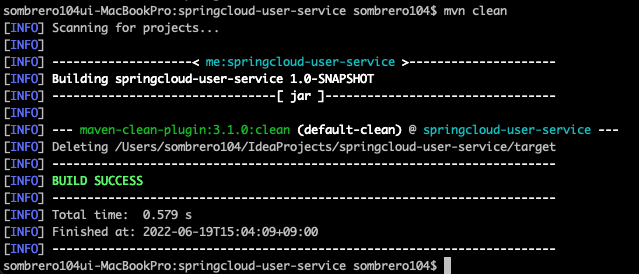 sombrero104ui-MacBookPro:springcloud-user-service sombrero104$ mvn clean
[INFO] Scanning for projects...
[INFO]
[INFO] --------------------< me:springcloud-user-service >---------------------
[INFO] Building springcloud-user-service 1.0-SNAPSHOT
[INFO] --------------------------------[ jar ]---------------------------------
[INFO]
[INFO] --- maven-clean-plugin:3.1.0:clean (default-clean) @ springcloud-user-service ---
[INFO] Deleting /Users/sombrero104/IdeaProjects/springcloud-user-service/target
[INFO] ------------------------------------------------------------------------
[INFO] BUILD SUCCESS
[INFO] ------------------------------------------------------------------------
[INFO] Total time:  0.579 s
[INFO] Finished at: 2022-06-19T15:04:09+09:00
[INFO] ------------------------------------------------------------------------
sombrero104ui-MacBookPro:springcloud-user-service sombrero104$